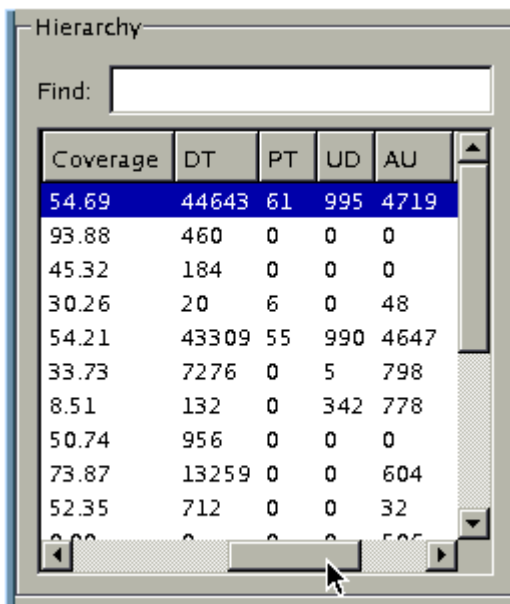 Hierarchy
Find:
Coverage DT PT UD AU
54.69 44643 61 995 4719
93.88 460 0 0 0
45.32 184 0 0 0
30.26 20 6 0 48
54.21 43309 55 990 4647
33.73 7276 0 5 798
8.51 132 0 342 778
50.74 956 0 0 0
73.87 13259 0 0 604
52.35 712 0 0 32